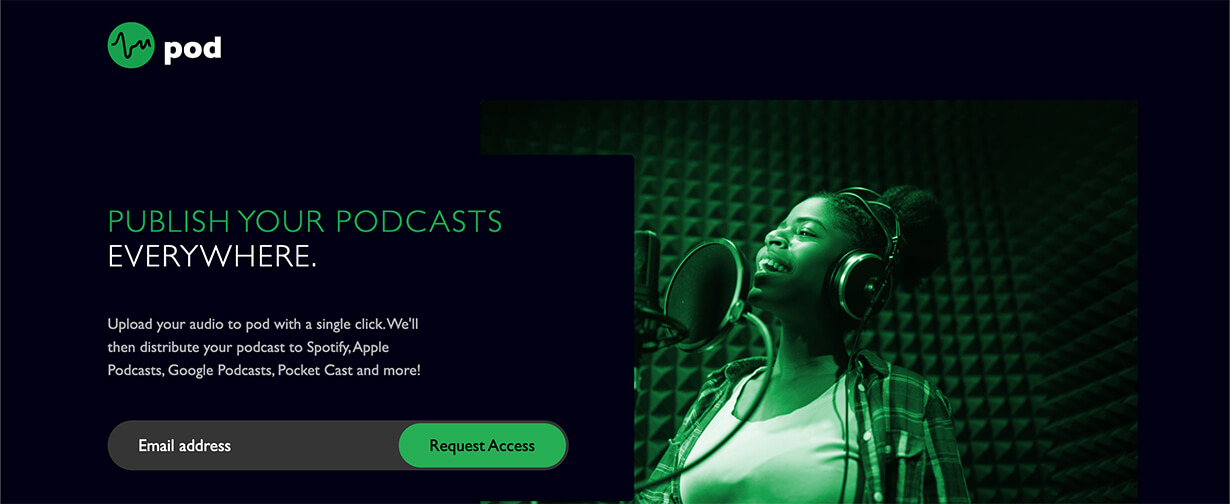 pod
PUBLISH YOUR PODCASTS
EVERYWHERE.
Upload your audio to pod with a single click. We'll
then distribute your podcast to Spotify, Apple
Podcasts, Google Podcasts, Pocket Cast and more!
Email address
Request Access